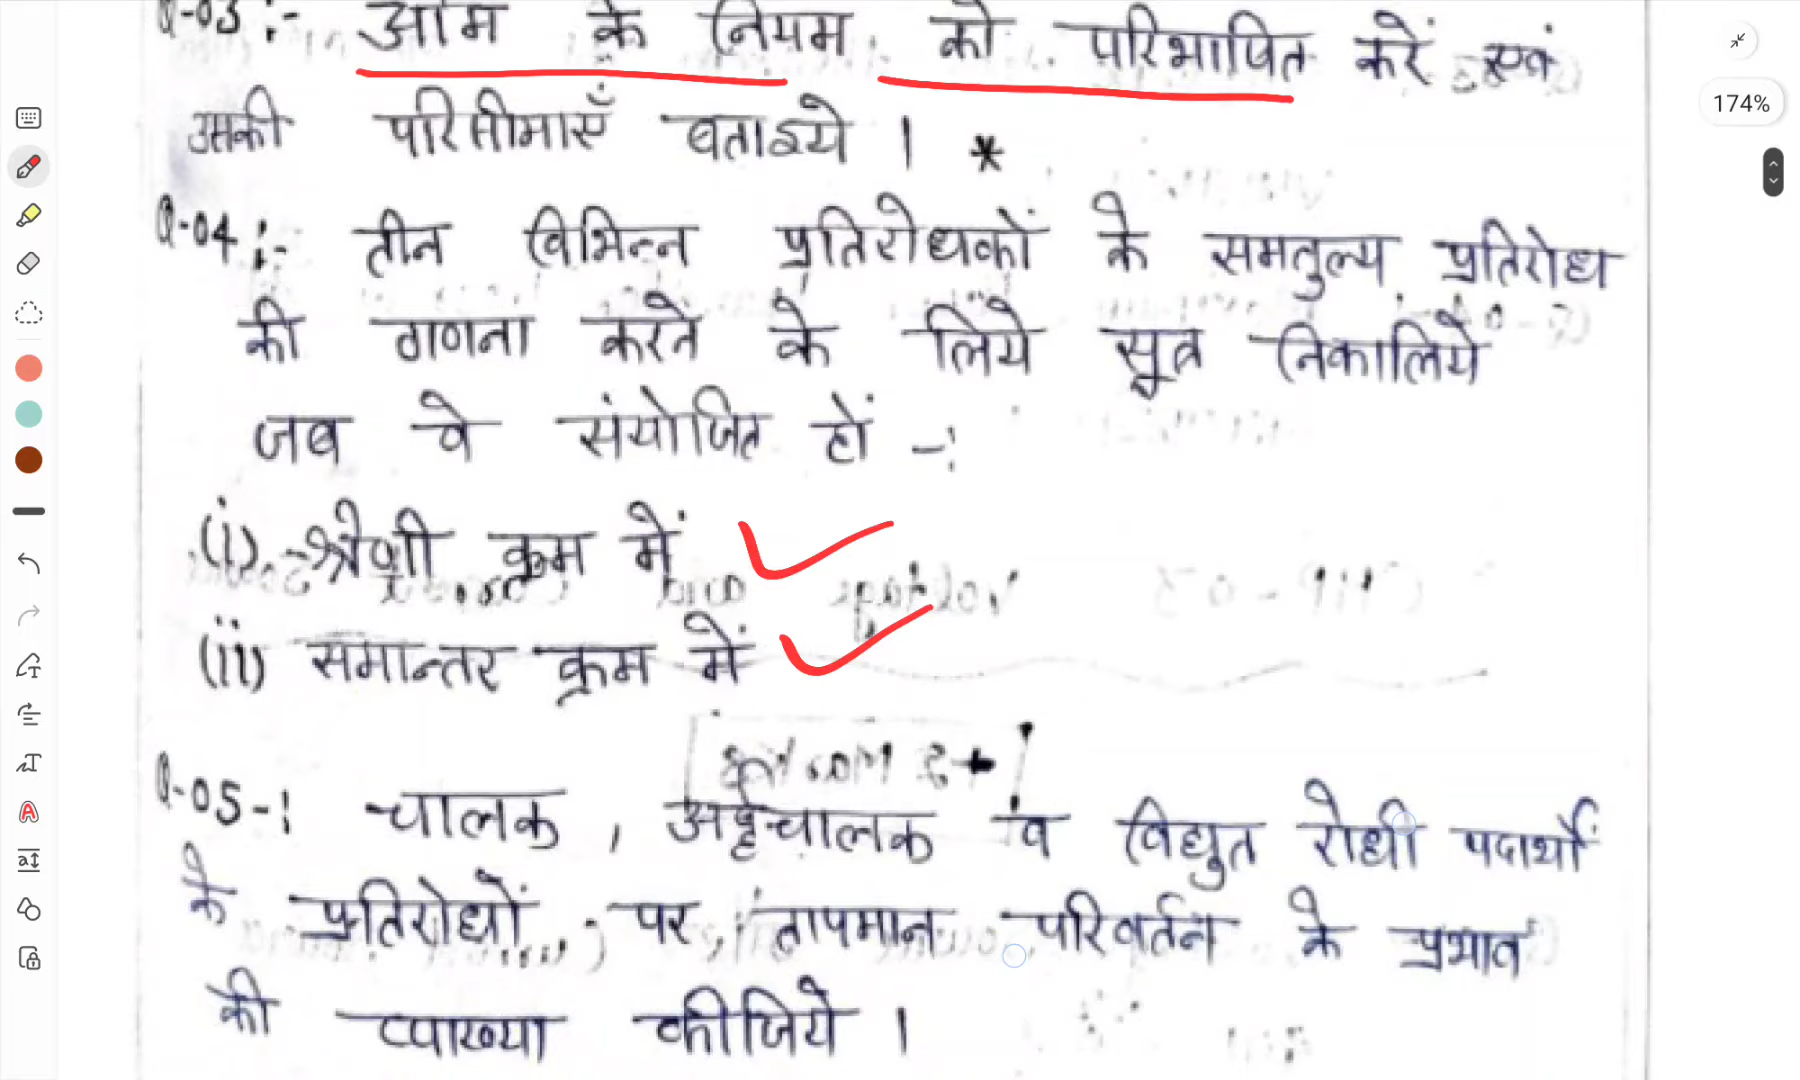 Q-03:- ओम के नियम को परिभाषित करें एवं
174%
उसकी परिसीमाएँ बताइये । *
Q-04:- तीन विभिन्न प्रतिरोधकों के समतुल्य प्रतिरोध
की गणना करने के लिये सूत्र निकालिये
जब वे संयोजित हों -:
(i) श्रेणी क्रम में
(ii) समान्तर क्रम में
Q-05-: चालक, अर्द्धचालक व विद्युत रोधी पदार्थों
के प्रतिरोधों पर तापमान परिवर्तन के प्रभाव
की व्याख्या कीजिये ।